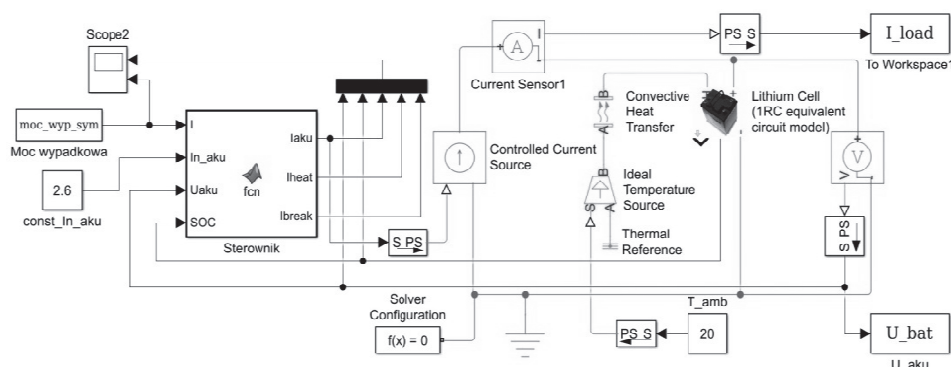 Scope2
moc_wyp_sym
Moc wypadkowa
2.6
const_In_aku
I
In_aku
Uaku
SOC
fcn
Iaku
Iheat
Ibreak
Sterownik
S PS
Controlled Current
Source
A
I
Current Sensor1
PS S
I_load
To Workspace1
B
A
Convective
Heat
Transfer
Lithium Cell
(1RC equivalent
circuit model)
V
V
B
S
A
Ideal
Temperature
Source
Thermal
Reference
S PS
Solver
Configuration
f(x) = 0
PS S
T_amb
20
U_bat
U_aku